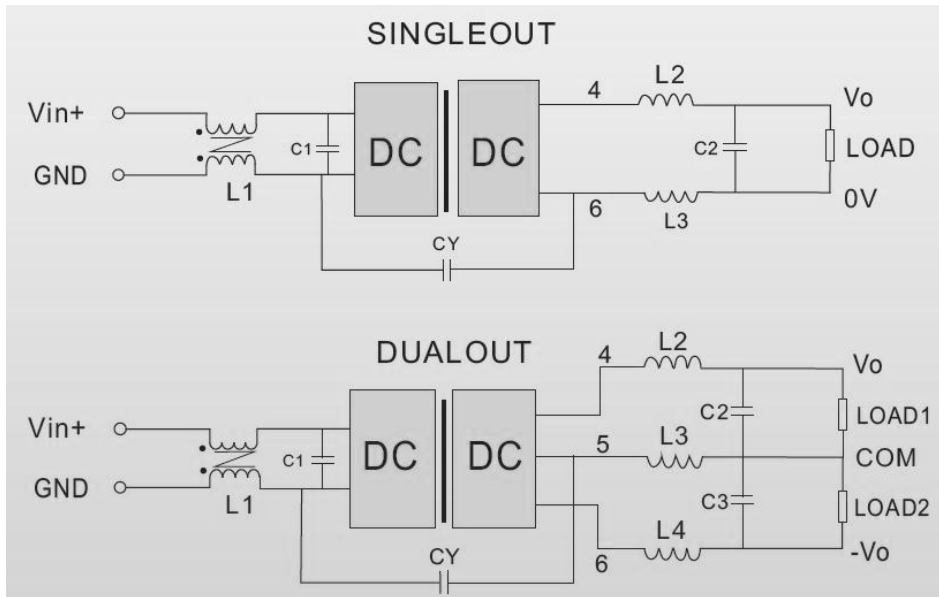 SINGLEOUT
Vin+
GND
L1
C1
DC
DC
4
6
L2
L3
C2
Vo
LOAD
0V
CY
DUALOUT
Vin+
GND
L1
C1
DC
DC
4
5
6
L2
L3
L4
C2
C3
Vo
LOAD1
COM
LOAD2
-Vo
CY